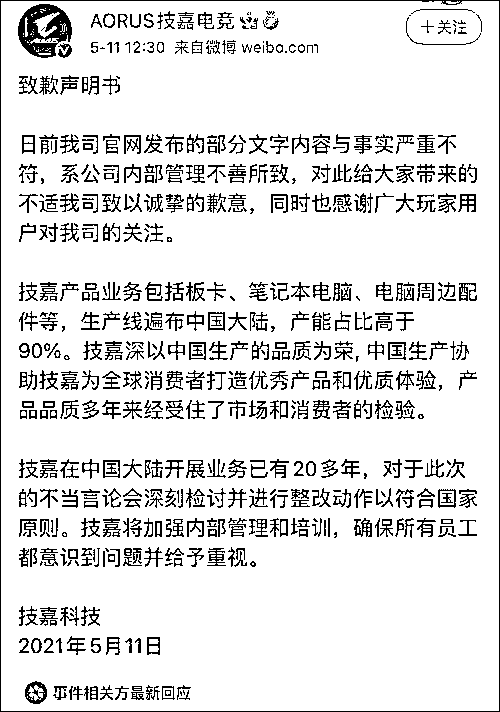 AORUS技嘉电竞
5-11 12:30 来自微博 weibo.com
＋关注
致歉声明书
日前我司官网发布的部分文字内容与事实严重不
符，系公司内部管理不善所致，对此给大家带来的
不适我司致以诚挚的歉意，同时也感谢广大玩家用
户对我司的关注。
技嘉产品业务包括板卡、笔记本电脑、电脑周边配
件等，生产线遍布中国大陆，产能占比高于
90%。技嘉深以中国生产的品质为荣, 中国生产协
助技嘉为全球消费者打造优秀产品和优质体验，产
品品质多年来经受住了市场和消费者的检验。
技嘉在中国大陆开展业务已有20多年，对于此次
的不当言论会深刻检讨并进行整改动作以符合国家
原则。技嘉将加强内部管理和培训，确保所有员工
都意识到问题并给予重视。
技嘉科技
2021年5月11日
事件相关方最新回应